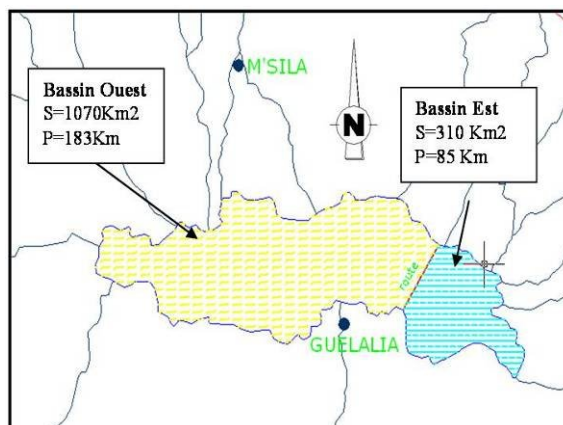 M'SILA
Bassin Ouest
S=1070Km2
P=183Km
Bassin Est
S=310 Km2
P=85 Km
N
route
GUELALIA